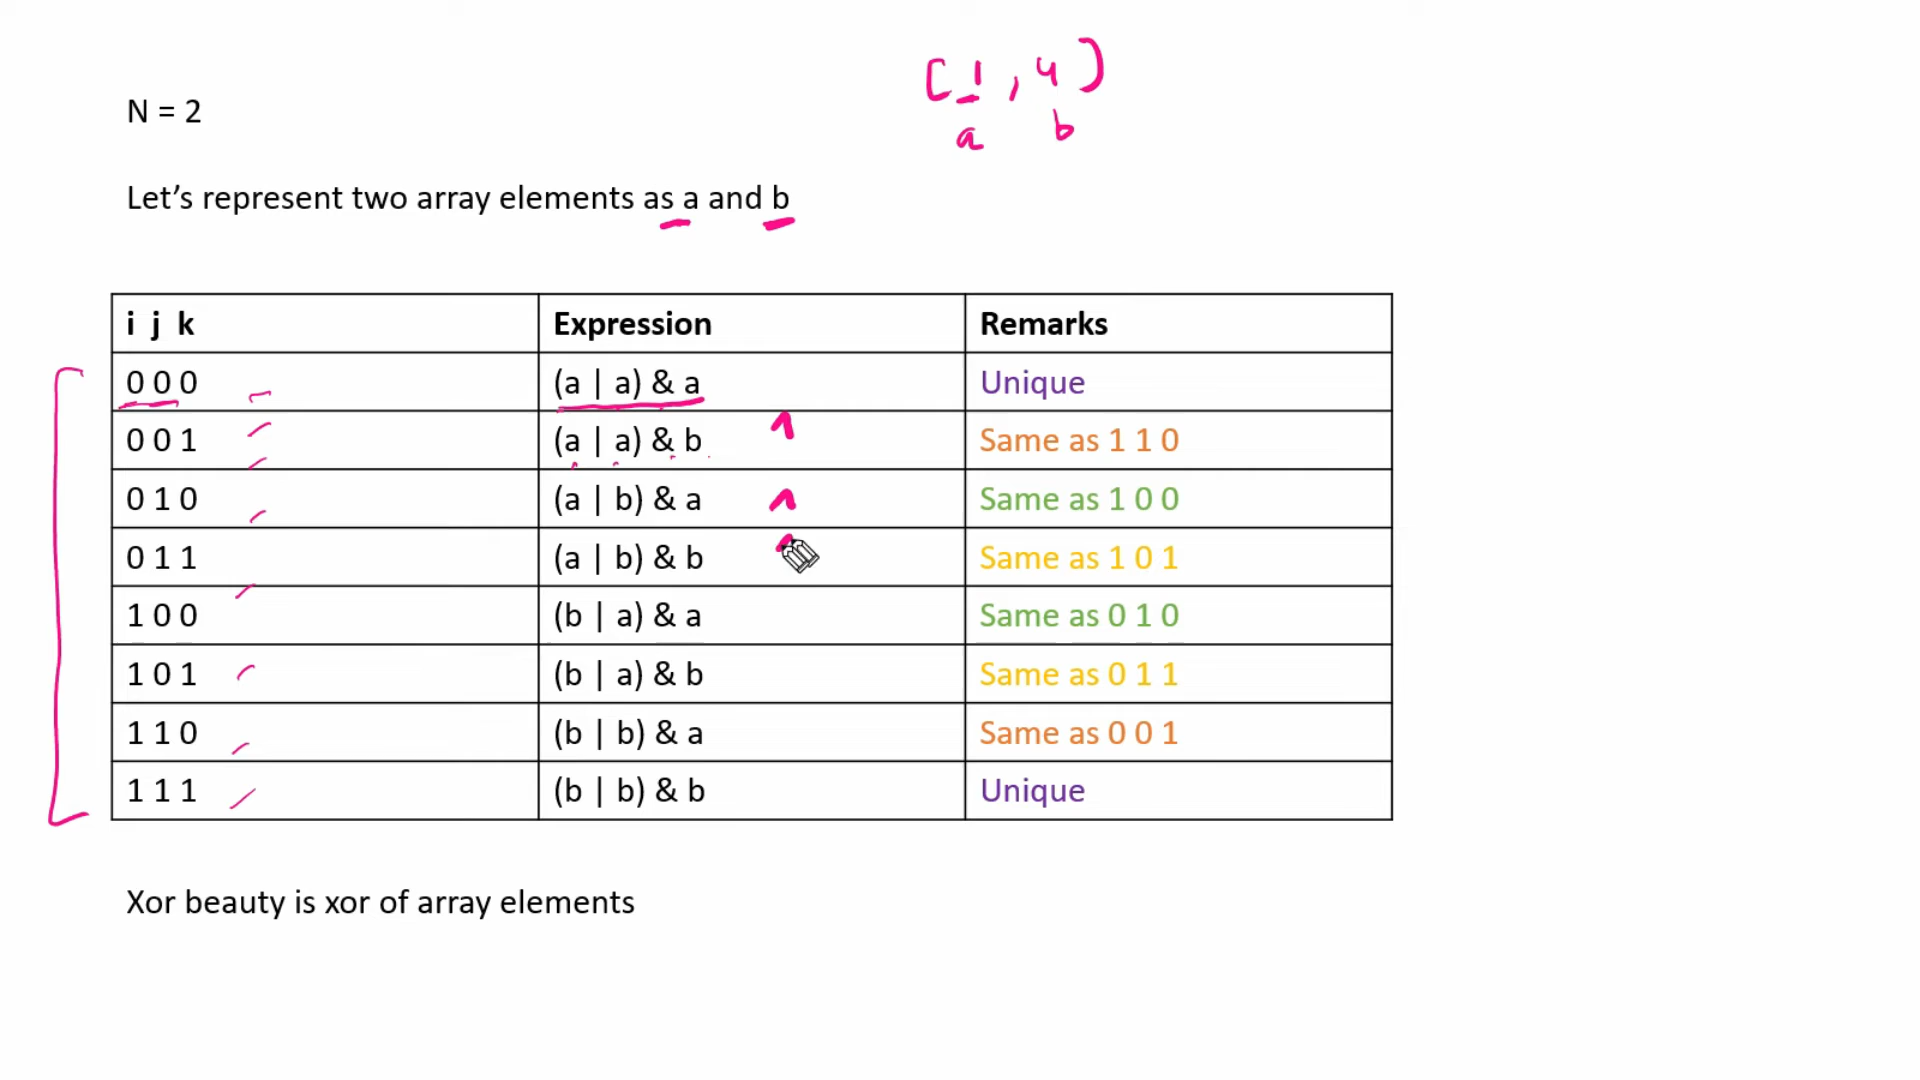 [1, 4]
a b
N = 2
Let's represent two array elements as a and b
i j k Expression Remarks
0 0 0 (a | a) & a Unique
0 0 1 (a | a) & b Same as 1 1 0
0 1 0 (a | b) & a Same as 1 0 0
0 1 1 (a | b) & b Same as 1 0 1
1 0 0 (b | a) & a Same as 0 1 0
1 0 1 (b | a) & b Same as 0 1 1
1 1 0 (b | b) & a Same as 0 0 1
1 1 1 (b | b) & b Unique
Xor beauty is xor of array elements